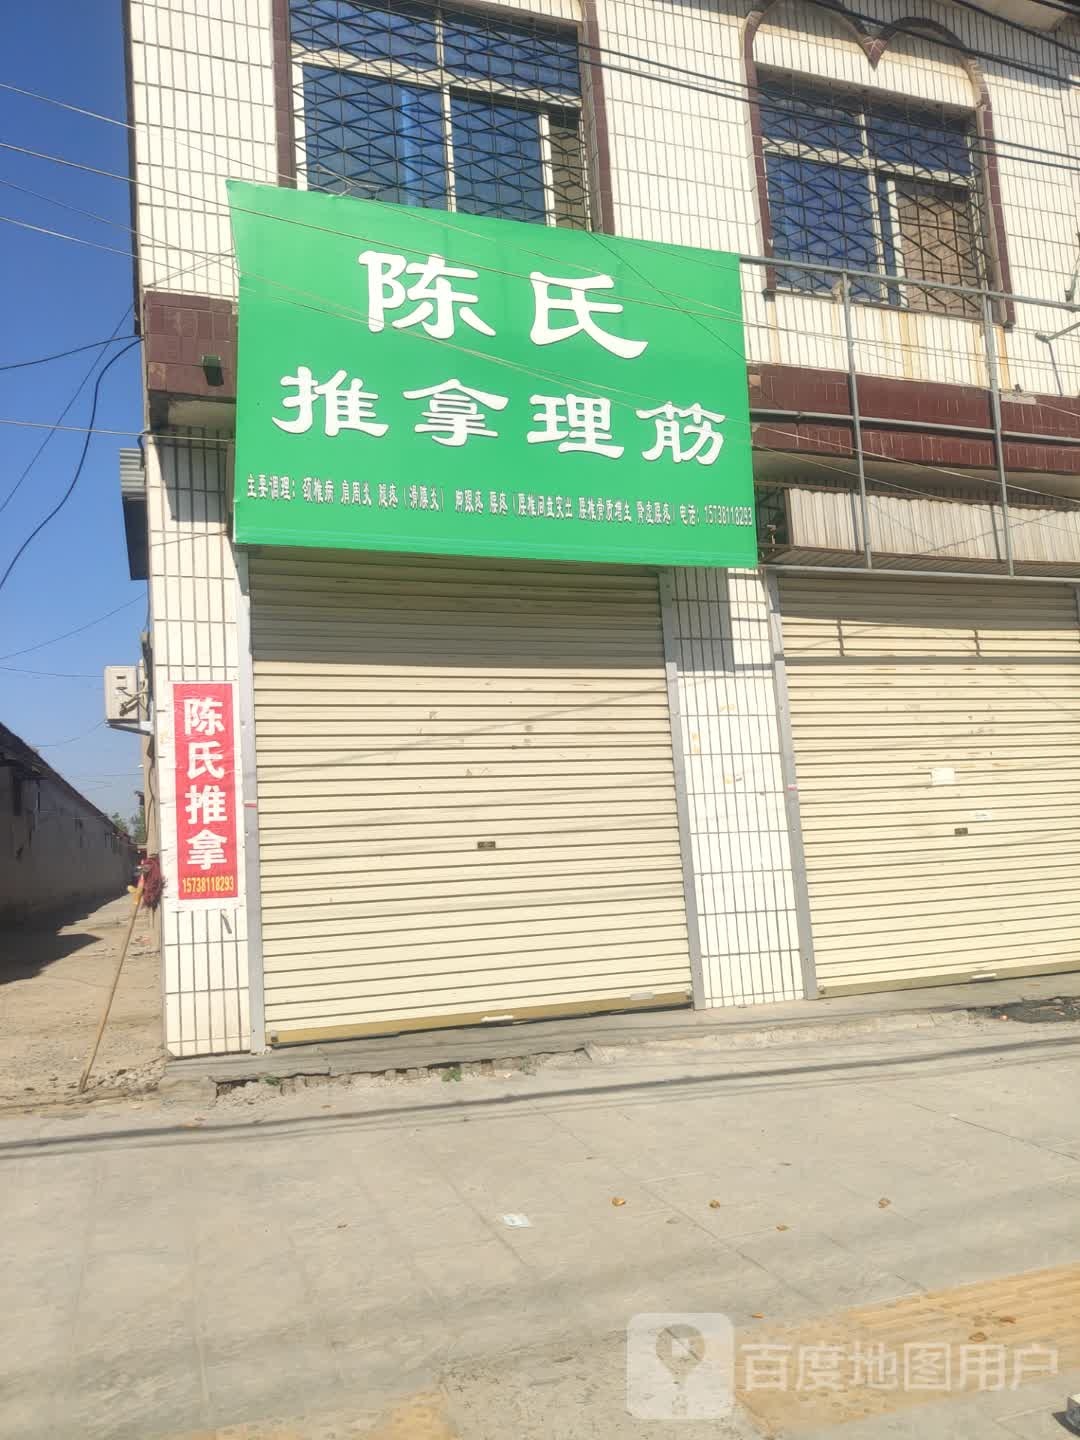 陈氏
推拿理筋
主要调理：颈椎病 肩周炎 腿疼（滑膜炎） 脚跟疼 腰疼（腰椎间盘突出 腰椎骨质增生 肾虚腰疼）电话：15738118293
陈氏推拿
15738118293
百度地图用户